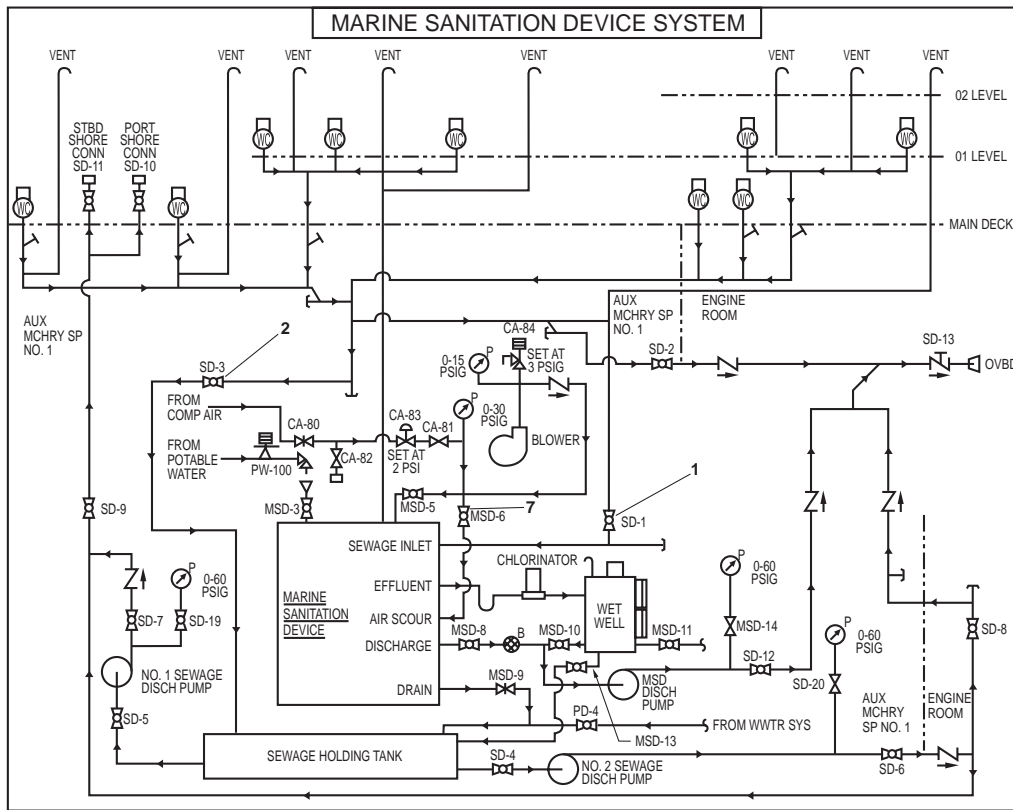 MARINE SANITATION DEVICE SYSTEM
VENT
VENT
VENT
VENT
VENT
VENT
VENT
VENT
02 LEVEL
STBD
SHORE
CONN
SD-11
PORT
SHORE
CONN
SD-10
WC
WC
WC
WC
WC
01 LEVEL
WC
WC
WC
WC
MAIN DECK
AUX
MCHRY SP
NO. 1
2
SD-3
AUX
MCHRY SP
NO. 1
ENGINE
ROOM
CA-84
SET AT
3 PSIG
SD-2
SD-13
OVBD
P
0-15
PSIG
FROM
COMP AIR
P
0-30
PSIG
CA-80
CA-83
CA-81
BLOWER
FROM
POTABLE
WATER
PW-100
CA-82
SET AT
2 PSI
1
SD-9
MSD-3
MSD-5
MSD-6
7
SD-1
SEWAGE INLET
CHLORINATOR
EFFLUENT
P
0-60
PSIG
P
0-60
PSIG
MARINE
SANITATION
DEVICE
AIR SCOUR
WET
WELL
SD-7
SD-19
DISCHARGE
MSD-8
B
MSD-10
MSD-11
MSD-14
P
0-60
PSIG
SD-8
NO. 1 SEWAGE
DISCH PUMP
DRAIN
MSD-9
MSD
DISCH
PUMP
SD-12
SD-20
SD-5
PD-4
FROM WWTR SYS
MSD-13
AUX
MCHRY
SP NO. 1
ENGINE
ROOM
SEWAGE HOLDING TANK
SD-4
NO. 2 SEWAGE
DISCH PUMP
SD-6